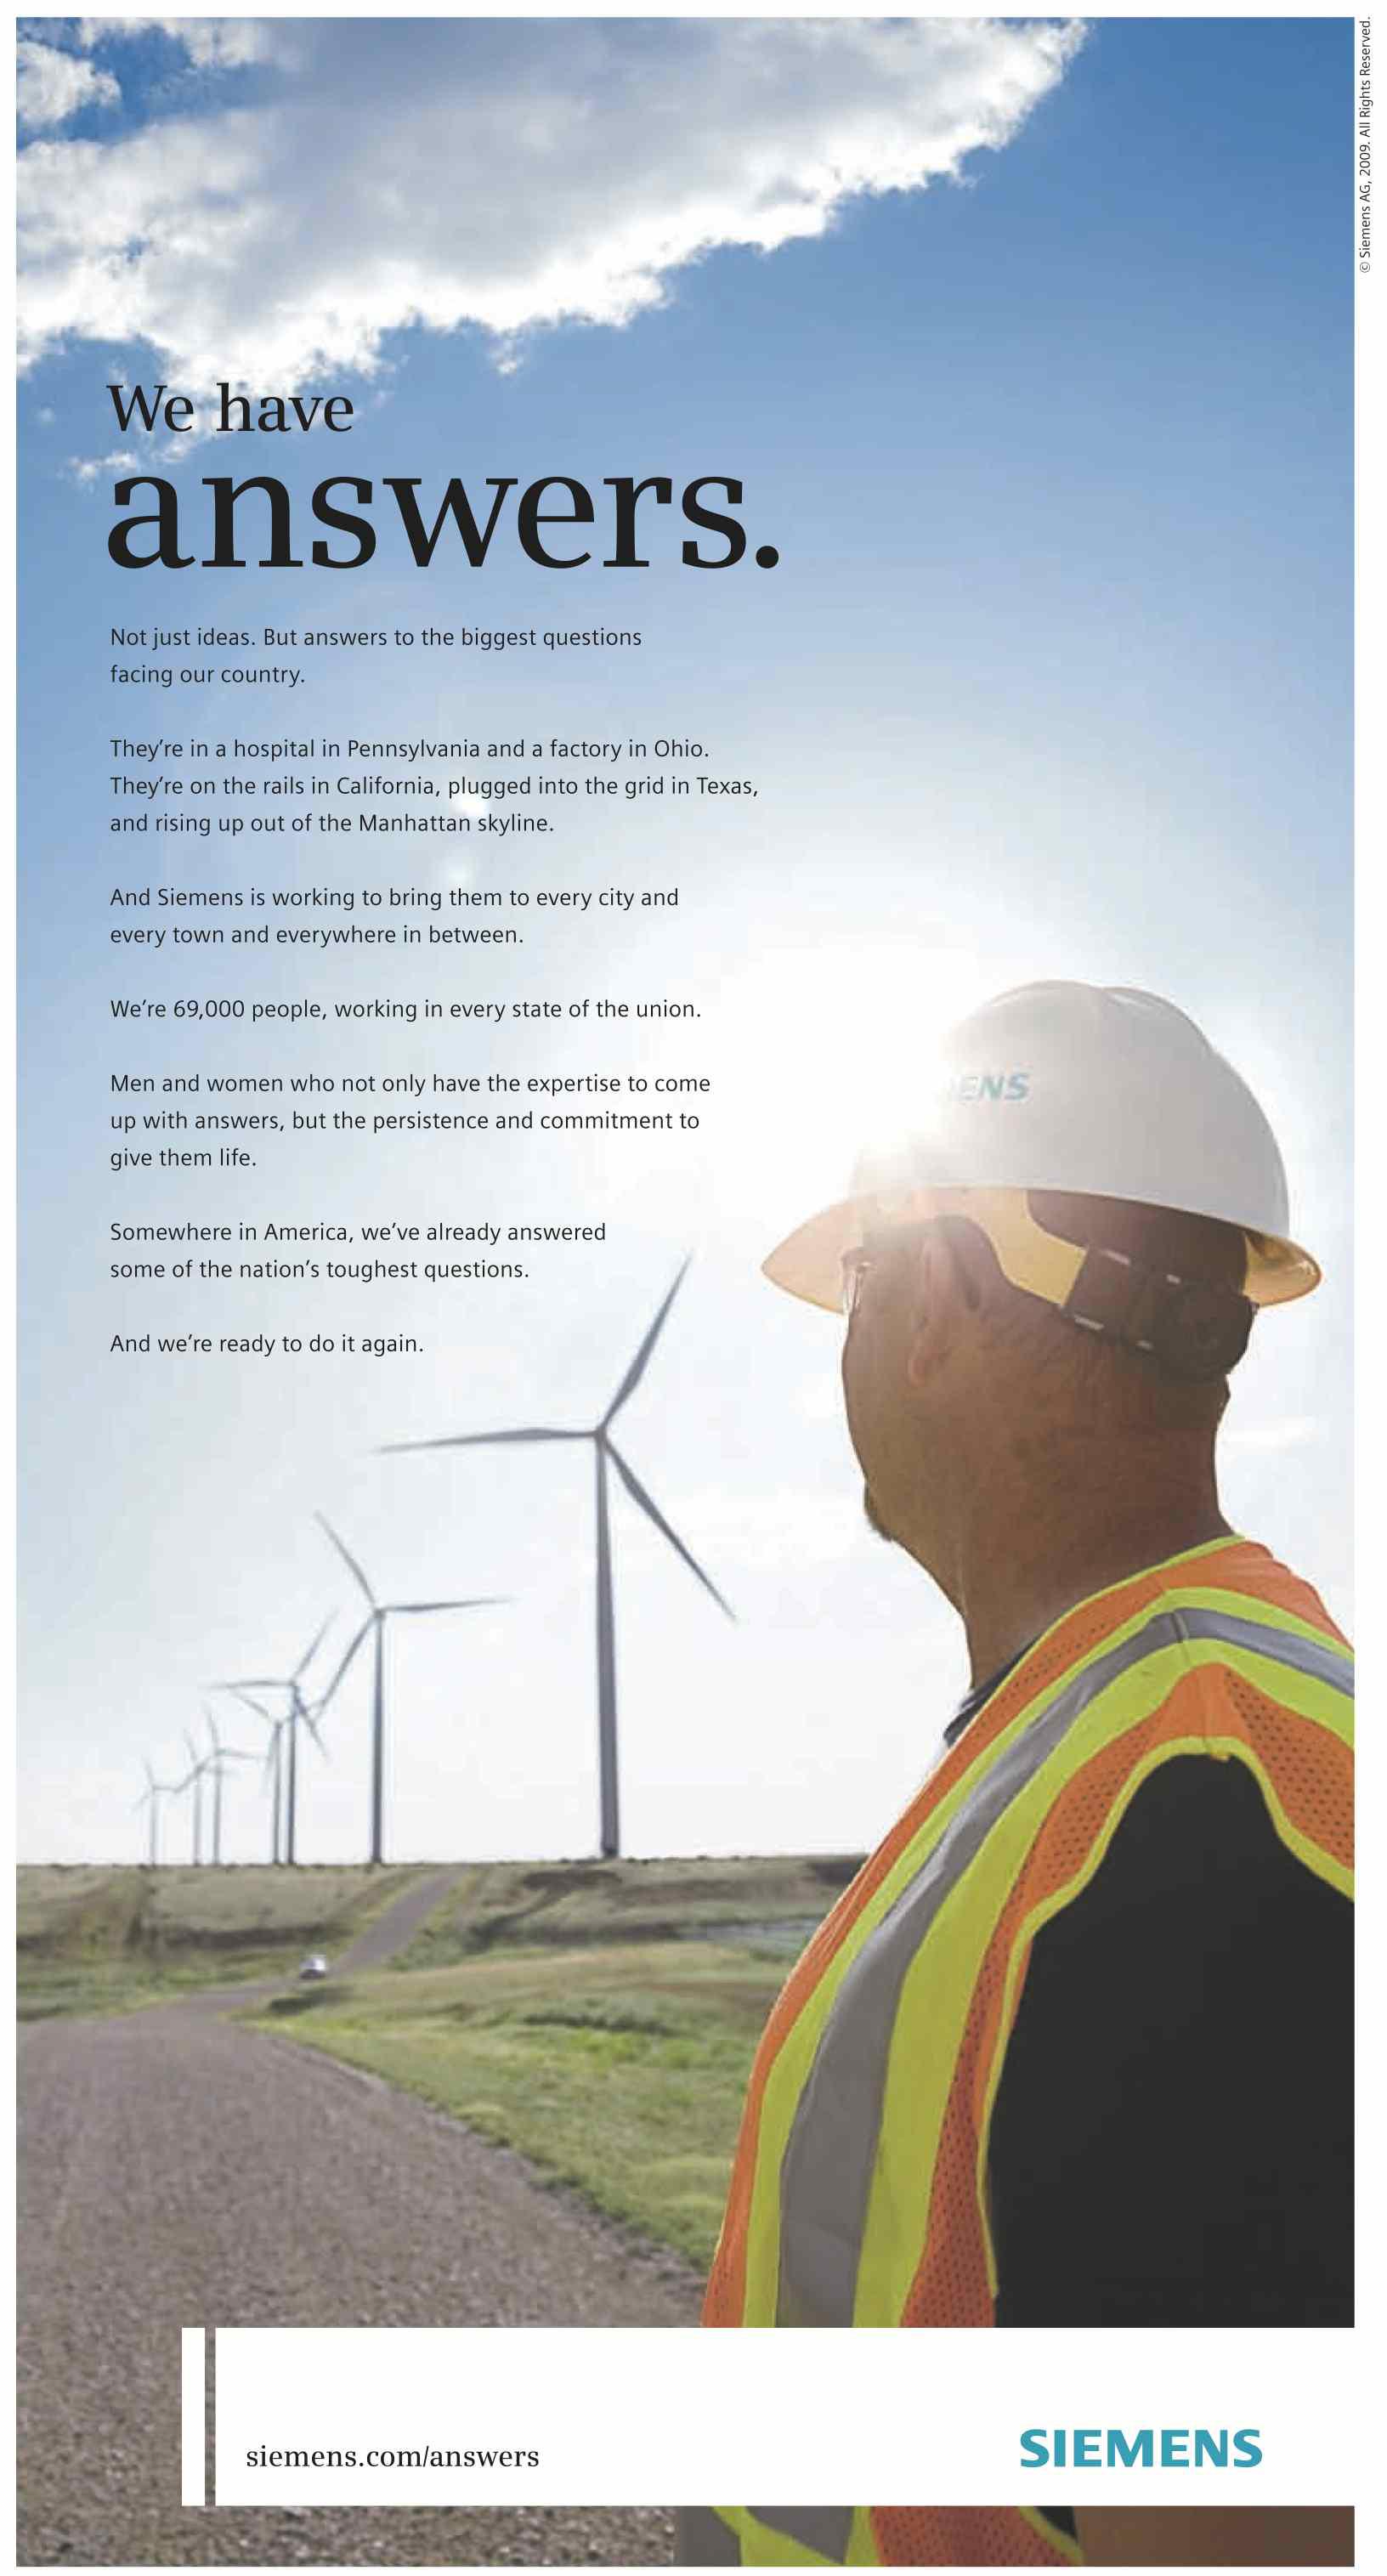 © Siemens AG, 2009. All Rights Reserved.
We have
answers.
Not just ideas. But answers to the biggest questions
facing our country.
They’re in a hospital in Pennsylvania and a factory in Ohio.
They’re on the rails in California, plugged into the grid in Texas,
and rising up out of the Manhattan skyline.
And Siemens is working to bring them to every city and
every town and everywhere in between.
We’re 69,000 people, working in every state of the union.
Men and women who not only have the expertise to come
up with answers, but the persistence and commitment to
give them life.
Somewhere in America, we’ve already answered
some of the nation’s toughest questions.
And we’re ready to do it again.
ENS
siemens.com/answers
SIEMENS